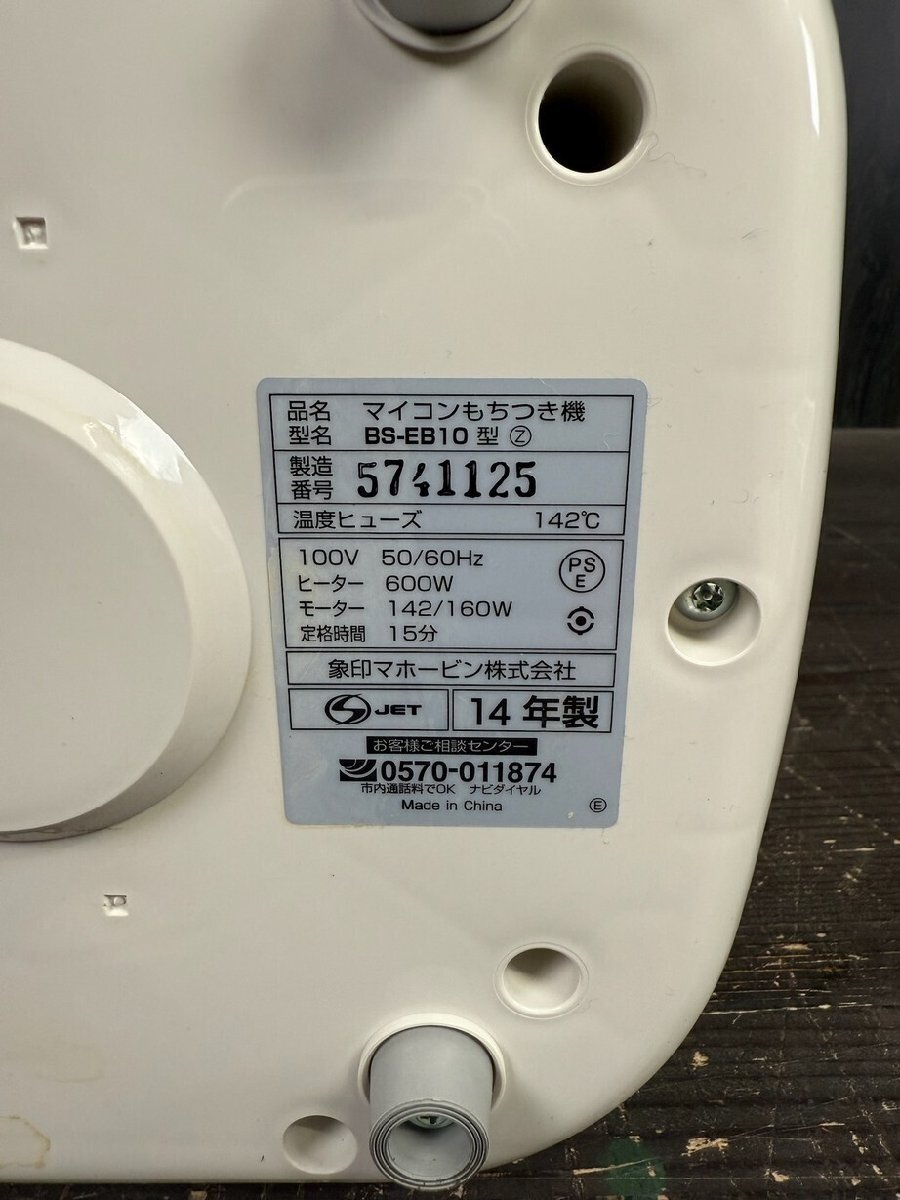 品名 マイコンもちつき機
型名 BS-EB10 型 Ⓩ
製造番号 5741125
温度ヒューズ 142℃
100V 50/60Hz
ヒーター 600W
モーター 142/160W
定格時間 15分
PS
E
象印マホービン株式会社
JET 14年製
お客様ご相談センター
0570-011874
市内通話料でOK ナビダイヤル
Made in China Ⓔ